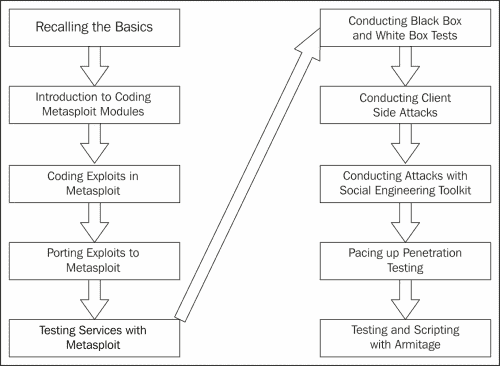 Recalling the Basics
Introduction to Coding
Metasploit Modules
Coding Exploits in
Metasploit
Porting Exploits to
Metasploit
Testing Services with
Metasploit
Conducting Black Box
and White Box Tests
Conducting Client
Side Attacks
Conducting Attacks with
Social Engineering Toolkit
Pacing up Penetration
Testing
Testing and Scripting
with Armitage